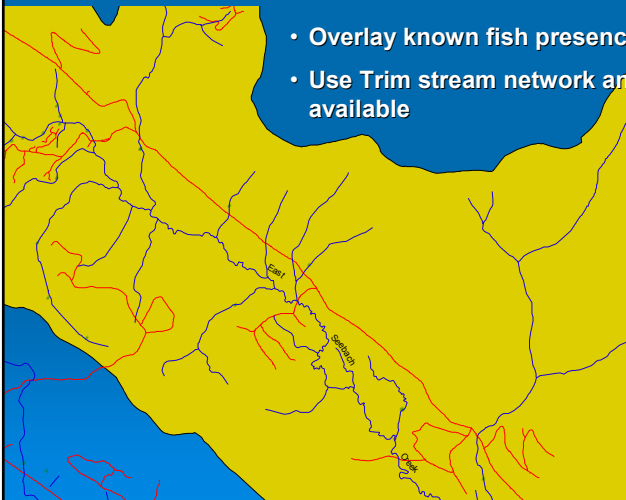 • Overlay known fish presenc
• Use Trim stream network an
available
East
Seebach
Creek